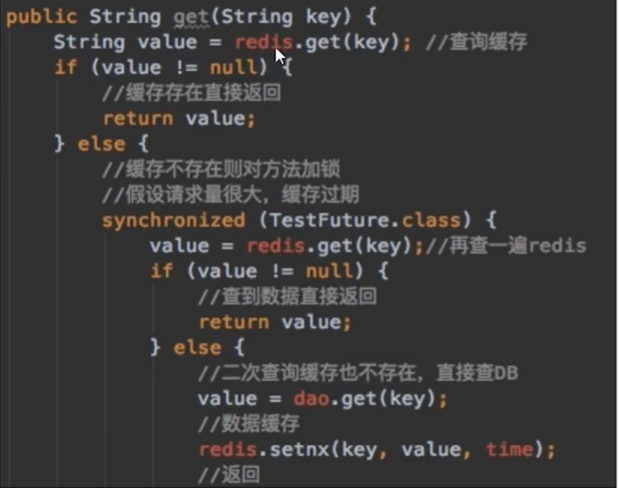 public String get(String key) {
String value = redis.get(key); //查询缓存
if (value != null) {
//缓存存在直接返回
return value;
} else {
//缓存不存在则对方法加锁
//假设请求量很大，缓存过期
synchronized (TestFuture.class) {
value = redis.get(key);//再查一遍redis
if (value != null) {
//查到数据直接返回
return value;
} else {
//二次查询缓存也不存在，直接查DB
value = dao.get(key);
//数据缓存
redis.setnx(key, value, time);
//返回